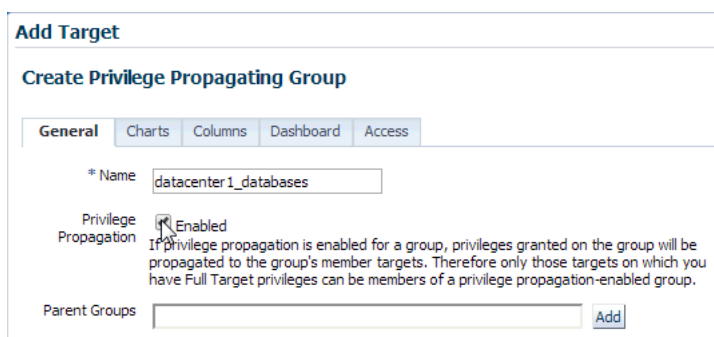 Add Target
Create Privilege Propagating Group
General Charts Columns Dashboard Access
* Name datacenter1_databases
Privilege Propagation Enabled
If privilege propagation is enabled for a group, privileges granted on the group will be
propagated to the group's member targets. Therefore only those targets on which you
have Full Target privileges can be members of a privilege propagation-enabled group.
Parent Groups Add